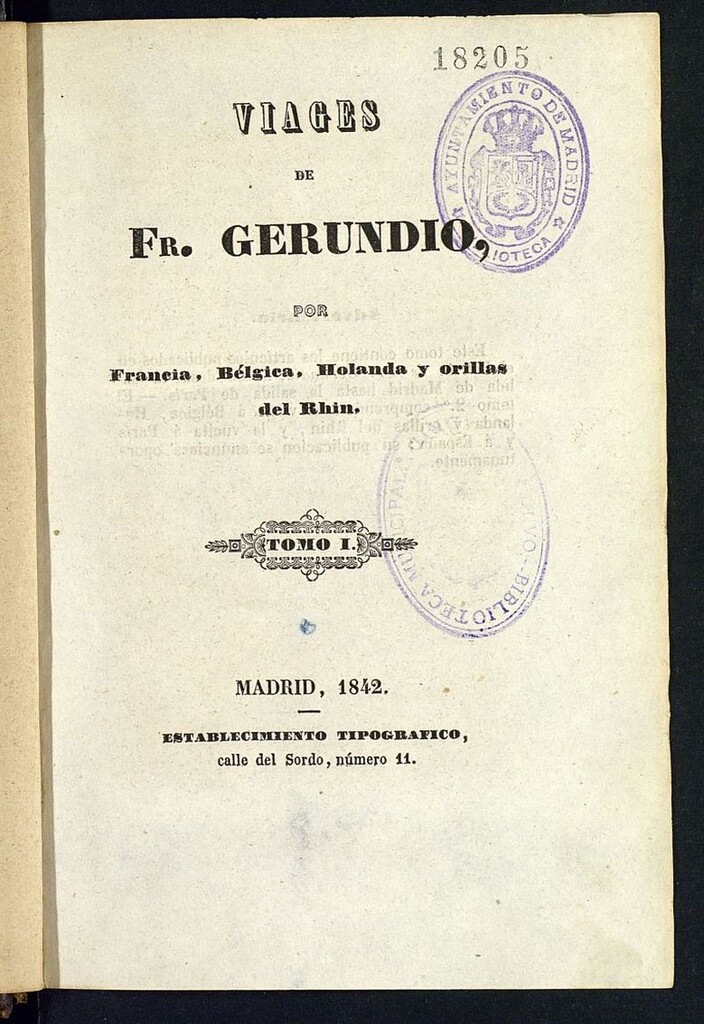 18205
AYUNTAMIENTO DE MADRID
VIAGES
DE
FR. GERUNDIO,
POR
Francia, Bélgica, Holanda y orillas
del Rhin.
TOMO I.
BIBLIOTECA MUNICIPAL
MADRID, 1842.
ESTABLECIMIENTO TIPOGRAFICO,
calle del Sordo, número 11.